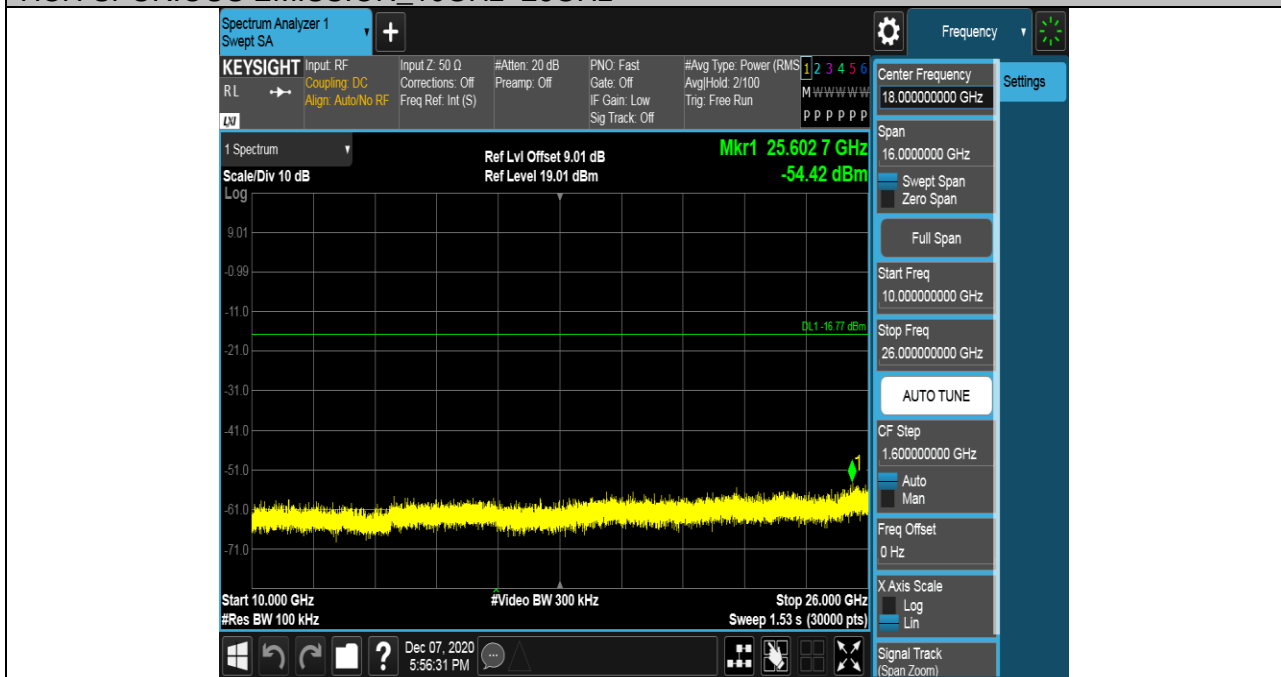 Spectrum Analyzer 1
Swept SA
+
Frequency
KEYSIGHT
RL
LXI
Input: RF
Coupling: DC
Align: Auto/No RF
Input Z: 50 Ω
Corrections: Off
Freq Ref: Int (S)
#Atten: 20 dB
Preamp: Off
PNO: Fast
Gate: Off
IF Gain: Low
Sig Track: Off
#Avg Type: Power (RMS
Avg|Hold: 2/100
Trig: Free Run
1 2 3 4 5 6
M W W W W W
P P P P P P
1 Spectrum
Scale/Div 10 dB
Log
Ref Lvl Offset 9.01 dB
Ref Level 19.01 dBm
Mkr1 25.602 7 GHz
-54.42 dBm
9.01
-0.99
-11.0
DL1 -16.77 dBm
-21.0
-31.0
-41.0
-51.0
1
-61.0
-71.0
Start 10.000 GHz
#Res BW 100 kHz
#Video BW 300 kHz
Stop 26.000 GHz
Sweep 1.53 s (30000 pts)
Center Frequency
18.000000000 GHz
Settings
Span
16.0000000 GHz
Swept Span
Zero Span
Full Span
Start Freq
10.000000000 GHz
Stop Freq
26.000000000 GHz
AUTO TUNE
CF Step
1.600000000 GHz
Auto
Man
Freq Offset
0 Hz
X Axis Scale
Log
Lin
Signal Track
(Span Zoom)
?
Dec 07, 2020
5:56:31 PM